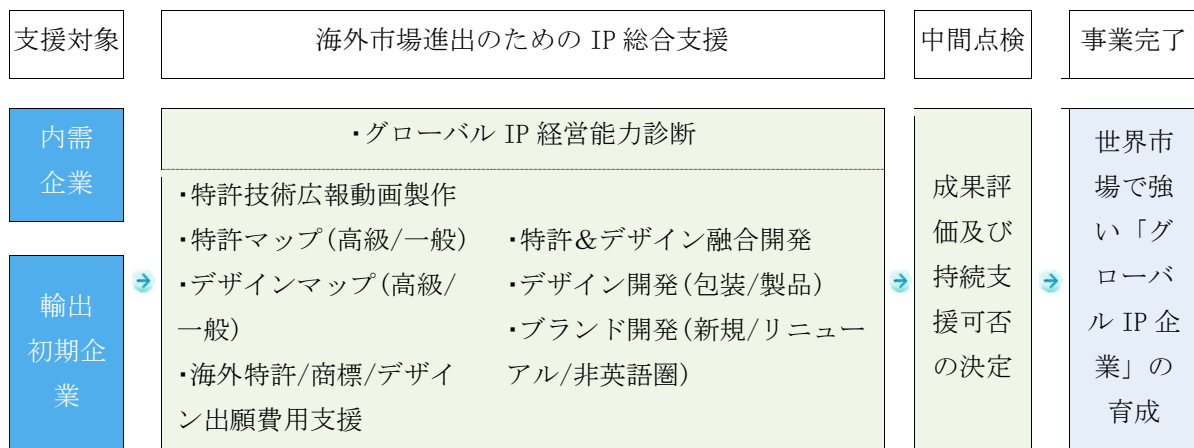 支援対象
海外市場進出のための IP 総合支援
中間点検
事業完了
内需
企業
輸出
初期企
業
・グローバル IP 経営能力診断
・特許技術広報動画製作
・特許マップ(高級/一般)
・デザインマップ(高級/
一般)
・海外特許/商標/デザイ
ン出願費用支援
・特許&デザイン融合開発
・デザイン開発(包装/製品)
・ブランド開発(新規/リニュー
アル/非英語圏)
成果評
価及び
持続支
援可否
の決定
世界市
場で強
い「グ
ローバ
ル IP 企
業」の
育成